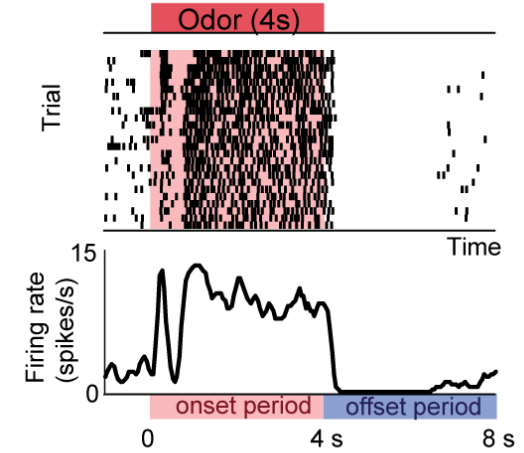 Odor (4s)
Trial
Time
15
Firing rate
(spikes/s)
0
onset period
offset period
0
4 s
8 s